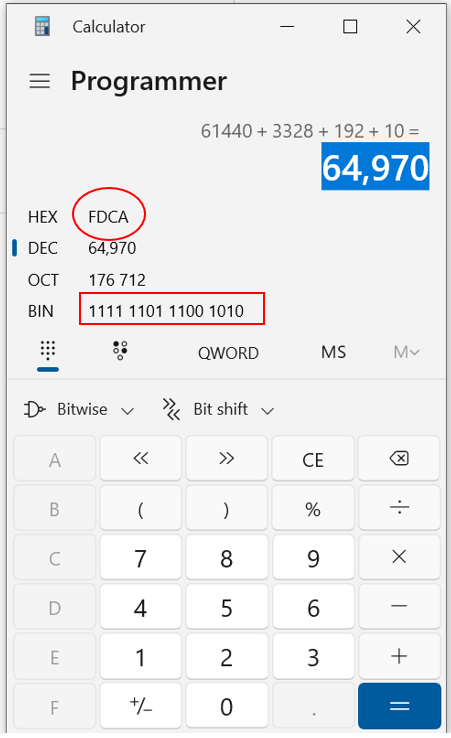 Calculator
Programmer
61440 + 3328 + 192 + 10 =
64,970
HEX FDCA
DEC 64,970
OCT 176 712
BIN 1111 1101 1100 1010
QWORD MS M
Bitwise Bit shift
A << >> CE
B ( ) % ÷
C 7 8 9 ×
D 4 5 6 −
E 1 2 3 +
F +/− 0 . =